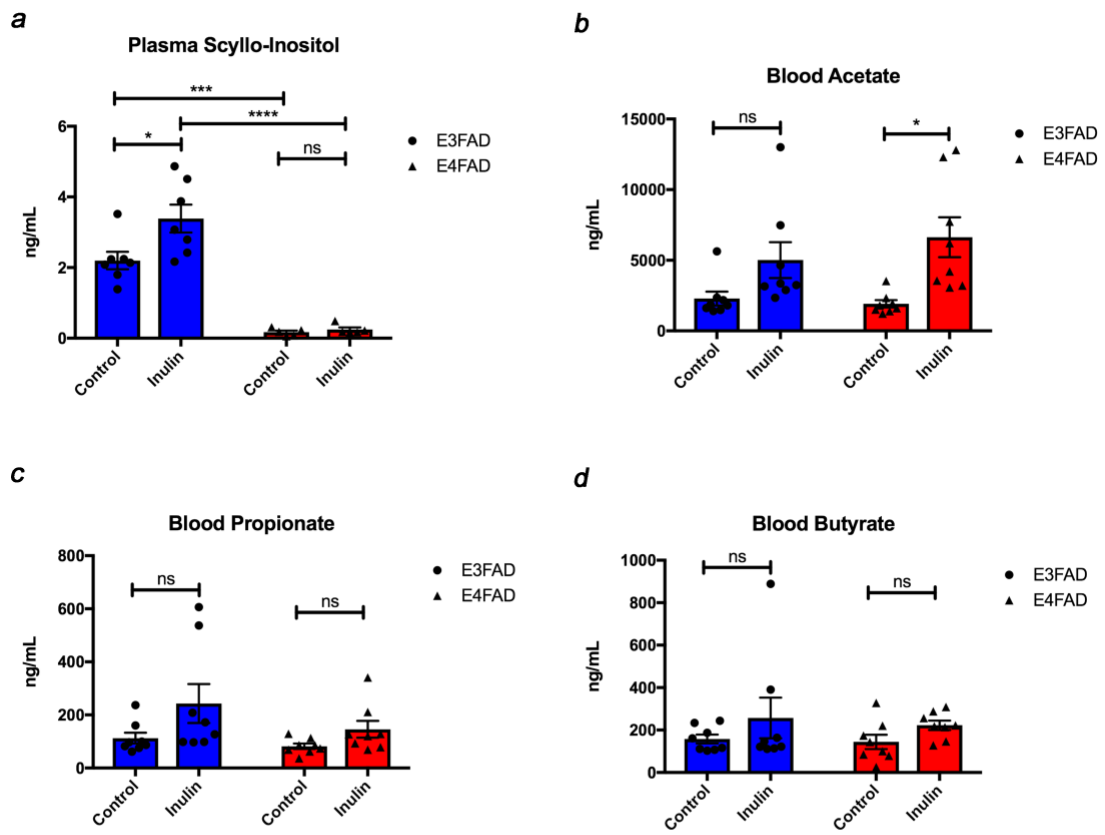 a
Plasma Scyllo-Inositol
***
****
*
ns
6
4
2
0
ng/mL
Control
Inulin
Control
Inulin
E3FAD
E4FAD
b
Blood Acetate
ns
*
15000
10000
5000
0
ng/mL
Control
Inulin
Control
Inulin
E3FAD
E4FAD
c
Blood Propionate
ns
ns
800
600
400
200
0
ng/mL
Control
Inulin
Control
Inulin
E3FAD
E4FAD
d
Blood Butyrate
ns
ns
1000
800
600
400
200
0
ng/mL
Control
Inulin
Control
Inulin
E3FAD
E4FAD